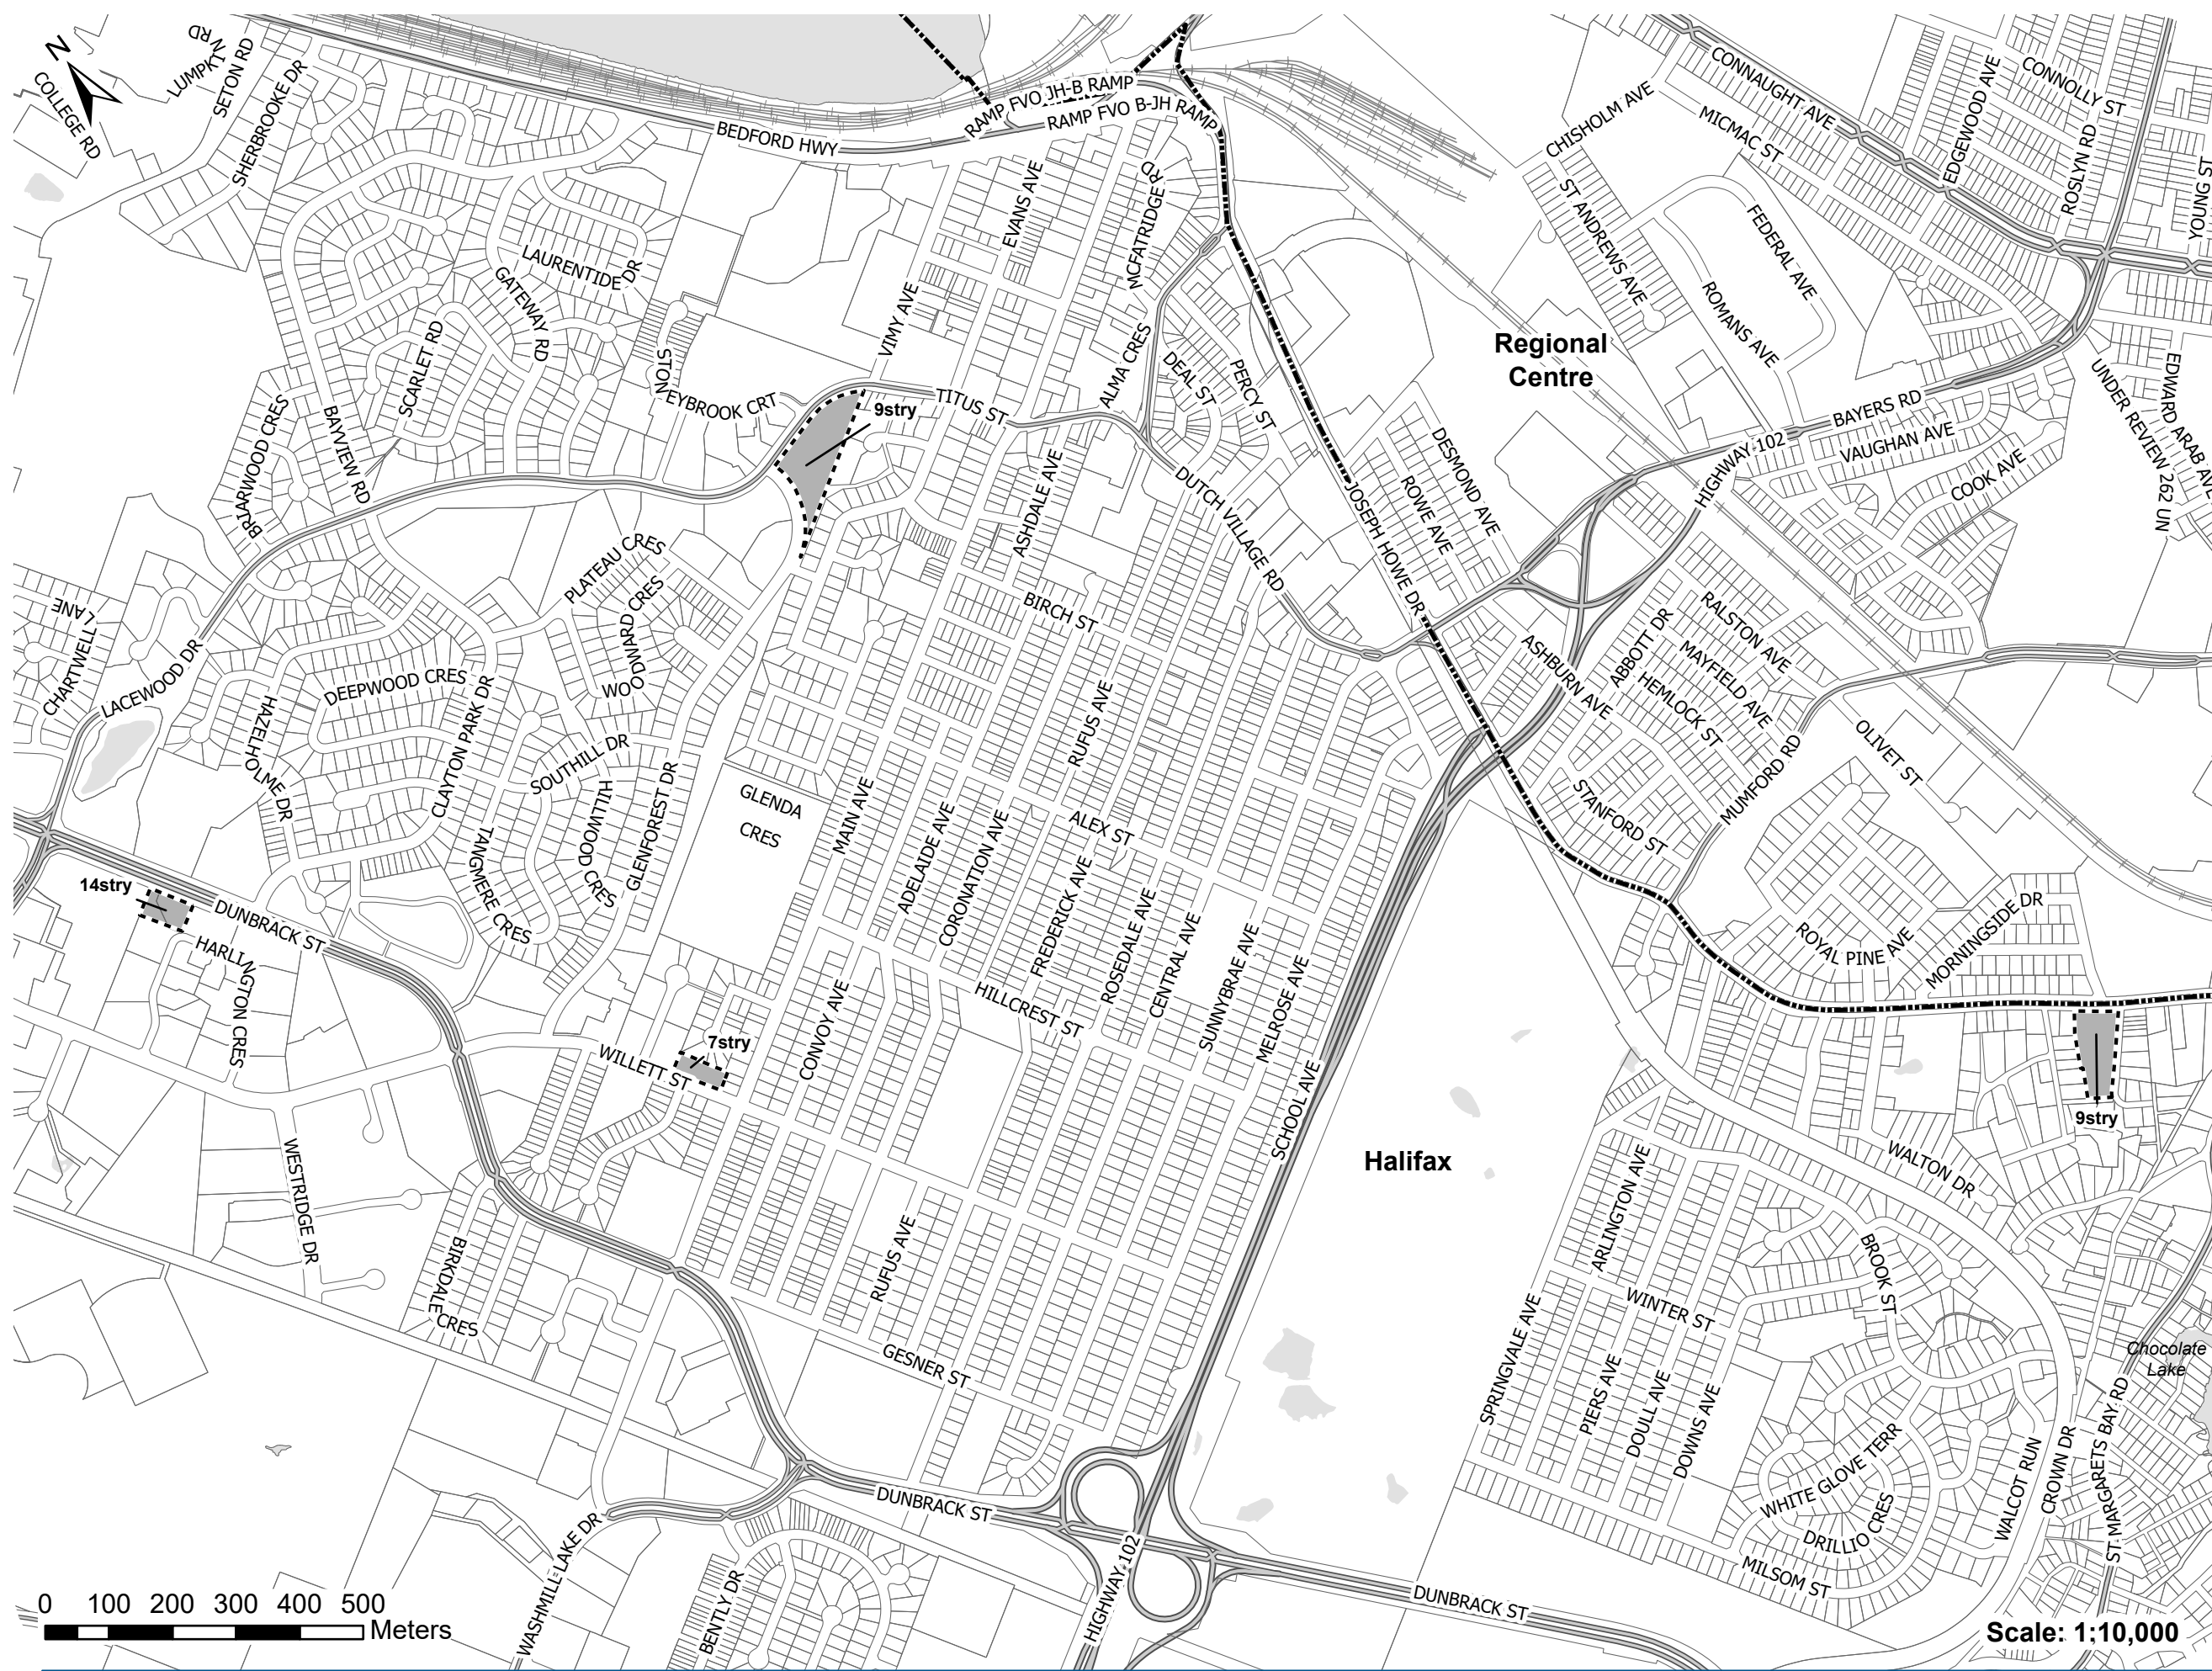 N
COLLEGE RD
LUMPKIN RD
SETON RD
SHERBROOKE DR
BEDFORD HWY
RAMP FVO JH-B RAMP
RAMP FVO B-JH RAMP
CONNAUGHT AVE
MICMAC ST
CHISHOLM AVE
EDGEWOOD AVE
CONNOLLY ST
ROSLYN RD
YOUNG ST
ST ANDREWS AVE
FEDERAL AVE
ROMANS AVE
EVANS AVE
MCFATRIDGE RD
LAURENTIDE DR
GATEWAY RD
SCARLET RD
VIMY AVE
STONEYBROOK CRT
TITUS ST
9stry
ALMA CRES
DEAL ST
PERCY ST
Regional
Centre
BAYERS RD
HIGHWAY 102
VAUGHAN AVE
COOK AVE
UNDER REVIEW 262 UN
EDWARD ARAB AVE
BRIARWOOD CRES
BAYVIEW RD
DUTCH VILLAGE RD
JOSEPH HOWE DR
DESMOND AVE
ROWE AVE
ASHDALE AVE
PLATEAU CRES
WOODWARD CRES
BIRCH ST
LANE
CHARTWELL
LACEWOOD DR
DEEPWOOD CRES
HAZELHOLME DR
CLAYTON PARK DR
SOUTHILL DR
HILLWOOD CRES
GLENFOREST DR
TANGMERE CRES
GLENDA
CRES
MAIN AVE
ADELAIDE AVE
CORONATION AVE
RUFUS AVE
ALEX ST
FREDERICK AVE
ROSEDALE AVE
CENTRAL AVE
SUNNYBRAE AVE
MELROSE AVE
ASHBURN AVE
ABBOTT DR
RALSTON AVE
MAYFIELD AVE
HEMLOCK ST
STANFORD ST
MUMFORD RD
OLIVET ST
ROYAL PINE AVE
MORNINGSIDE DR
14stry
DUNBRACK ST
HARLINGTON CRES
WILLETT ST
7stry
CONVOY AVE
HILLCREST ST
SCHOOL AVE
Halifax
9stry
WALTON DR
ARLINGTON AVE
BROOK ST
WINTER ST
SPRINGVALE AVE
PIERS AVE
DOULL AVE
DOWNS AVE
WHITE GLOVE TERR
DRILLIO CRES
MILSOM ST
WALCOT RUN
CROWN DR
ST MARGARETS BAY RD
Chocolate
Lake
WESTRIDGE DR
BIRKDALE CRES
RUFUS AVE
GESNER ST
DUNBRACK ST
WASHMILL LAKE DR
BENTLY DR
HIGHWAY 102
DUNBRACK ST
0 100 200 300 400 500
Meters
Scale: 1:10,000